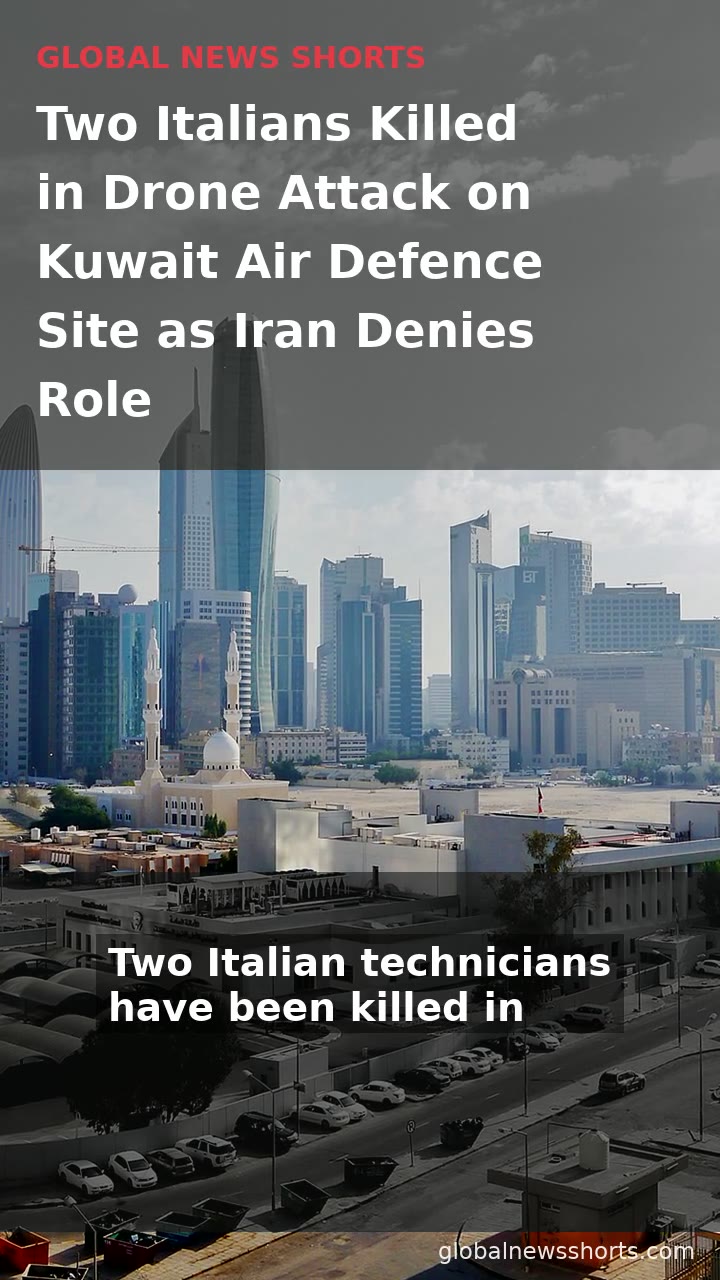 GLOBAL NEWS SHORTS
Two Italians Killed
in Drone Attack on
Kuwait Air Defence
Site as Iran Denies
Role
BT
Two Italian technicians
have been killed in
globalnewsshorts.com